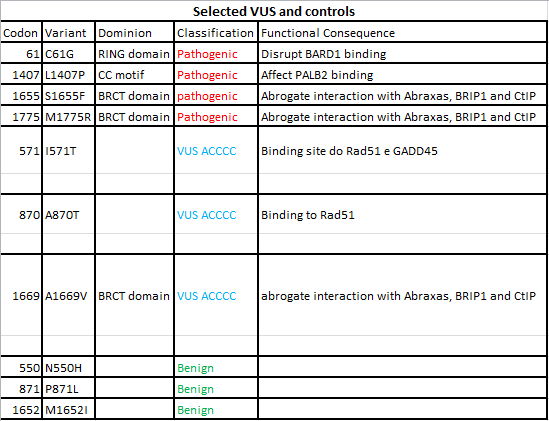 Selected VUS and controls
Codon Variant Dominion Classification Functional Consequence
61 C61G RING domain Pathogenic Disrupt BARD1 binding
1407 L1407P CC motif Pathogenic Affect PALB2 binding
1655 S1655F BRCT domain pathogenic Abrogate interaction with Abraxas, BRIP1 and CtIP
1775 M1775R BRCT domain Pathogenic Abrogate interaction with Abraxas, BRIP1 and CtIP
571 I571T VUS ACCCC Binding site do Rad51 e GADD45
870 A870T VUS ACCCC Binding to Rad51
1669 A1669V BRCT domain VUS ACCCC abrogate interaction with Abraxas, BRIP1 and CtIP
550 N550H Benign
871 P871L Benign
1652 M1652I Benign